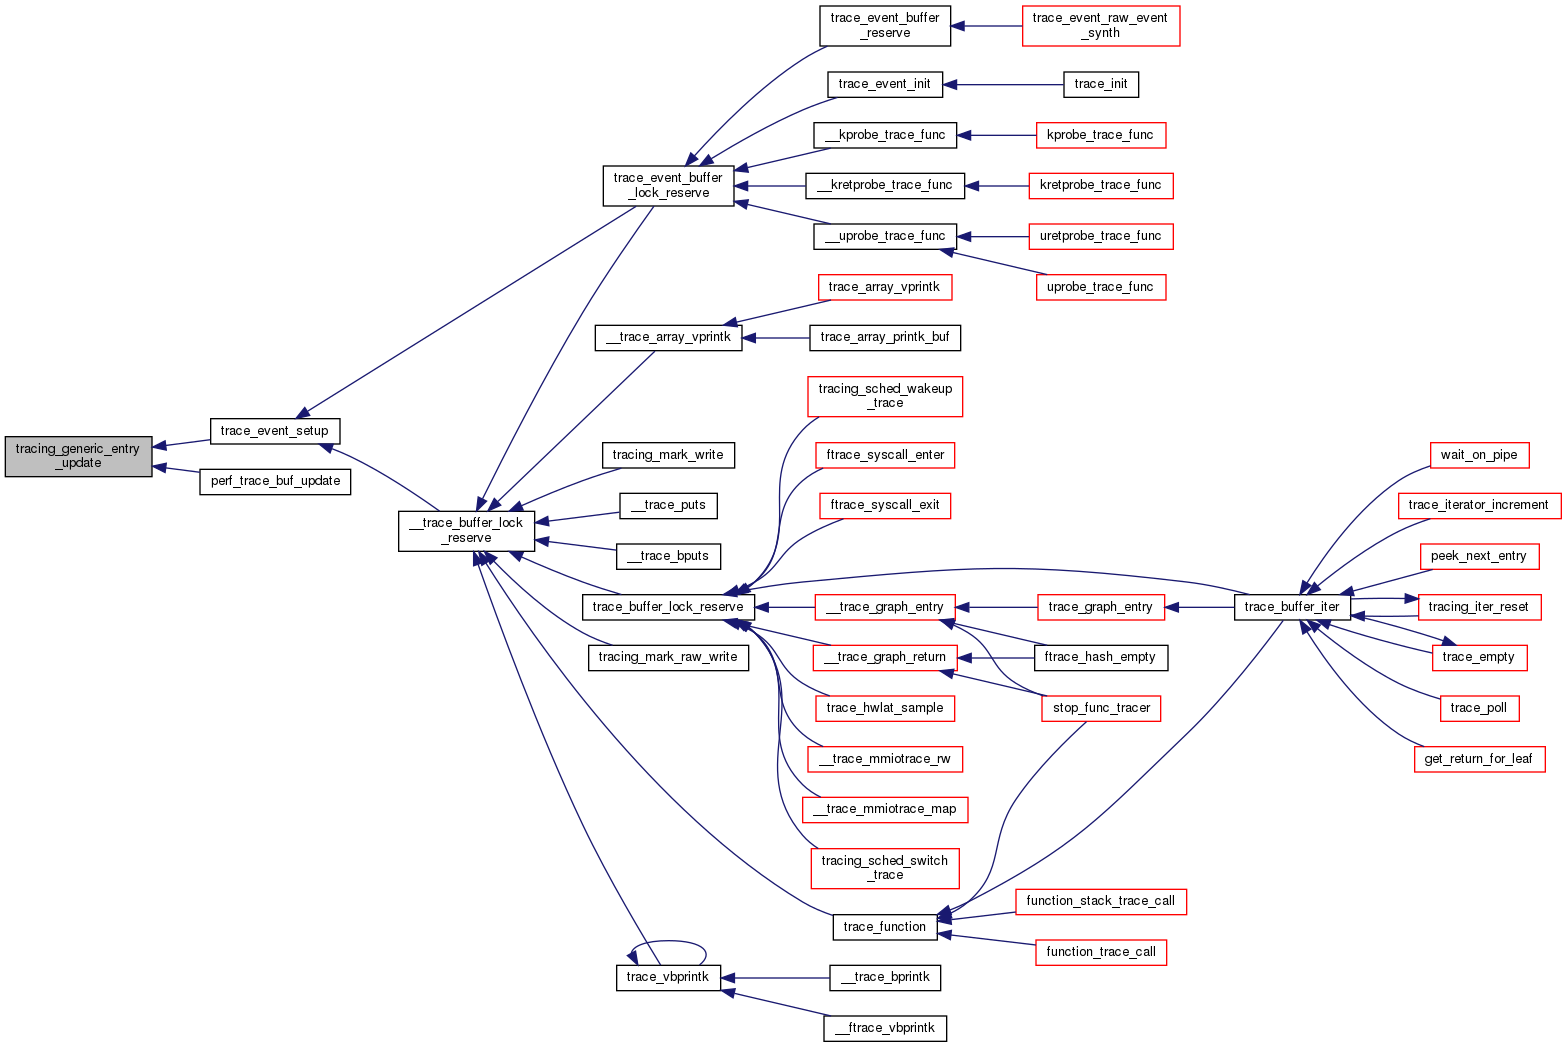 trace_event_buffer
_reserve
trace_event_raw_event
_synth
trace_event_init
trace_init
__kprobe_trace_func
kprobe_trace_func
trace_event_buffer
_lock_reserve
__kretprobe_trace_func
kretprobe_trace_func
__uprobe_trace_func
uretprobe_trace_func
uprobe_trace_func
trace_array_vprintk
__trace_array_vprintk
trace_array_printk_buf
tracing_sched_wakeup
_trace
trace_event_setup
tracing_generic_entry
_update
perf_trace_buf_update
tracing_mark_write
ftrace_syscall_enter
wait_on_pipe
__trace_puts
ftrace_syscall_exit
trace_iterator_increment
__trace_buffer_lock
_reserve
__trace_bputs
peek_next_entry
trace_buffer_lock_reserve
__trace_graph_entry
trace_graph_entry
trace_buffer_iter
tracing_iter_reset
tracing_mark_raw_write
__trace_graph_return
ftrace_hash_empty
trace_empty
trace_hwlat_sample
stop_func_tracer
trace_poll
__trace_mmiotrace_rw
get_return_for_leaf
__trace_mmiotrace_map
tracing_sched_switch
_trace
function_stack_trace_call
trace_function
function_trace_call
trace_vbprintk
__trace_bprintk
__ftrace_vbprintk